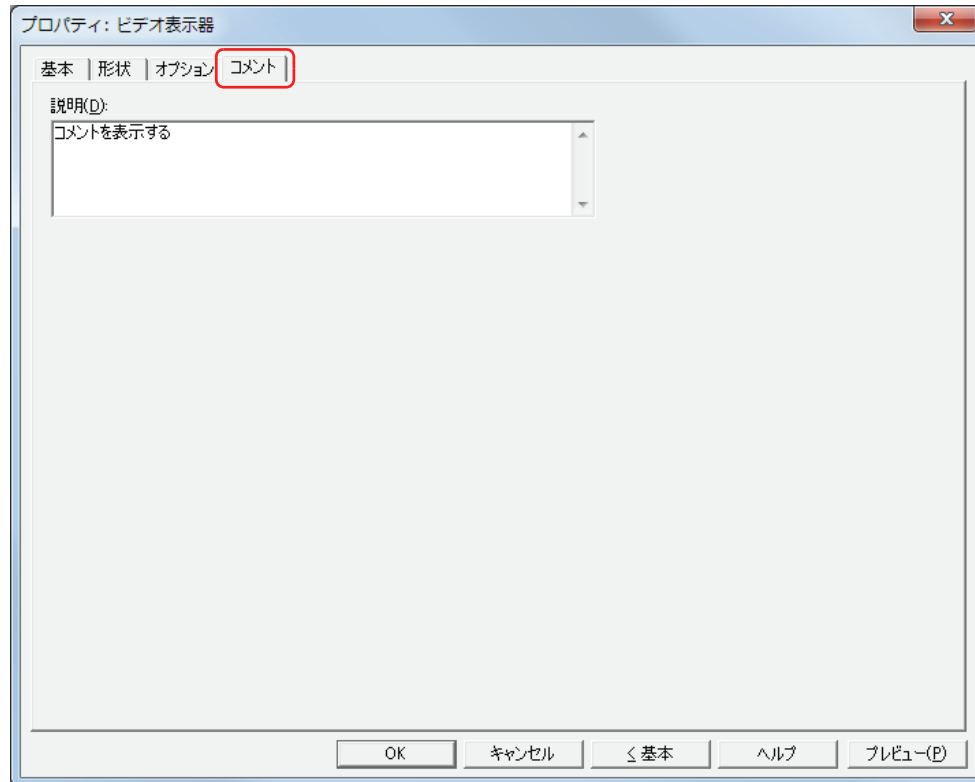 プロパティ: ビデオ表示器
基本 形状 オプション コメント
説明(D):
コメントを表示する
OK キャンセル < 基本 ヘルプ プレビュー(P)